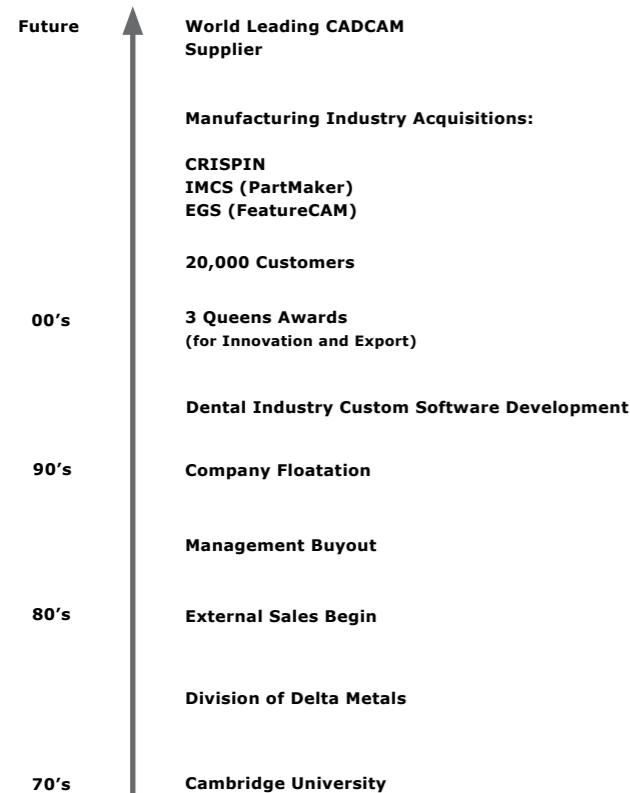 Future
World Leading CADCAM
Supplier
Manufacturing Industry Acquisitions:
CRISPIN
IMCS (PartMaker)
EGS (FeatureCAM)
20,000 Customers
00’s
3 Queens Awards
(for Innovation and Export)
Dental Industry Custom Software Development
90’s
Company Floatation
Management Buyout
80’s
External Sales Begin
Division of Delta Metals
70’s
Cambridge University